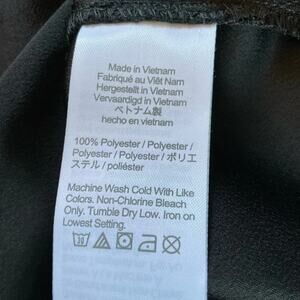 Made in Vietnam
Fabriqué au Viêt Nam
Hergestellt in Vietnam
Vervaardigd in Vietnam
ベトナム製
hecho en vietnam
100% Polyester / Polyester /
Polyester / Polyester / ポリエ
ステル / poliéster
Machine Wash Cold With Like
Colors. Non-Chlorine Bleach
Only. Tumble Dry Low. Iron on
Lowest Setting.
30